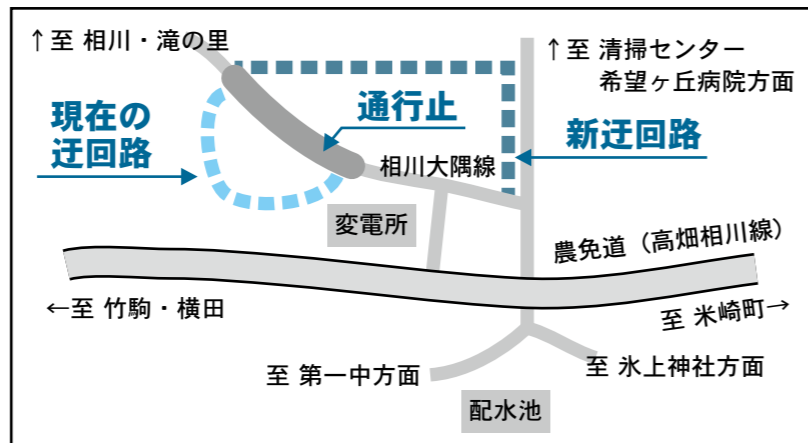 ↑至 相川・滝の里
↑至 清掃センター
希望ヶ丘病院方面
現在の
迂回路
通行止
新迂回路
相川大隅線
変電所
農免道（高畑相川線）
←至 竹駒・横田
至 米崎町→
至 第一中方面
至 氷上神社方面
配水池